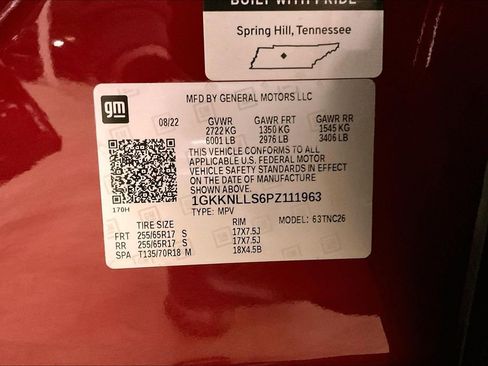 BUILT WITH PRIDE
Spring Hill, Tennessee
gm
MFD BY GENERAL MOTORS LLC
08/22 GVWR GAWR FRT GAWR RR
2722 KG 1350 KG 1545 KG
6001 LB 2976 LB 3406 LB
THIS VEHICLE CONFORMS TO ALL
APPLICABLE U.S. FEDERAL MOTOR
VEHICLE SAFETY STANDARDS IN EFFECT
ON THE DATE OF MANUFACTURE
SHOWN ABOVE.
1GKKNLLS6PZ111963
170H
TYPE: MPV MODEL: 63TNC26
TIRE SIZE RIM
FRT 255/65R17 S 17X7.5J
RR 255/65R17 S 17X7.5J
SPA T135/70R18 M 18X4.5B